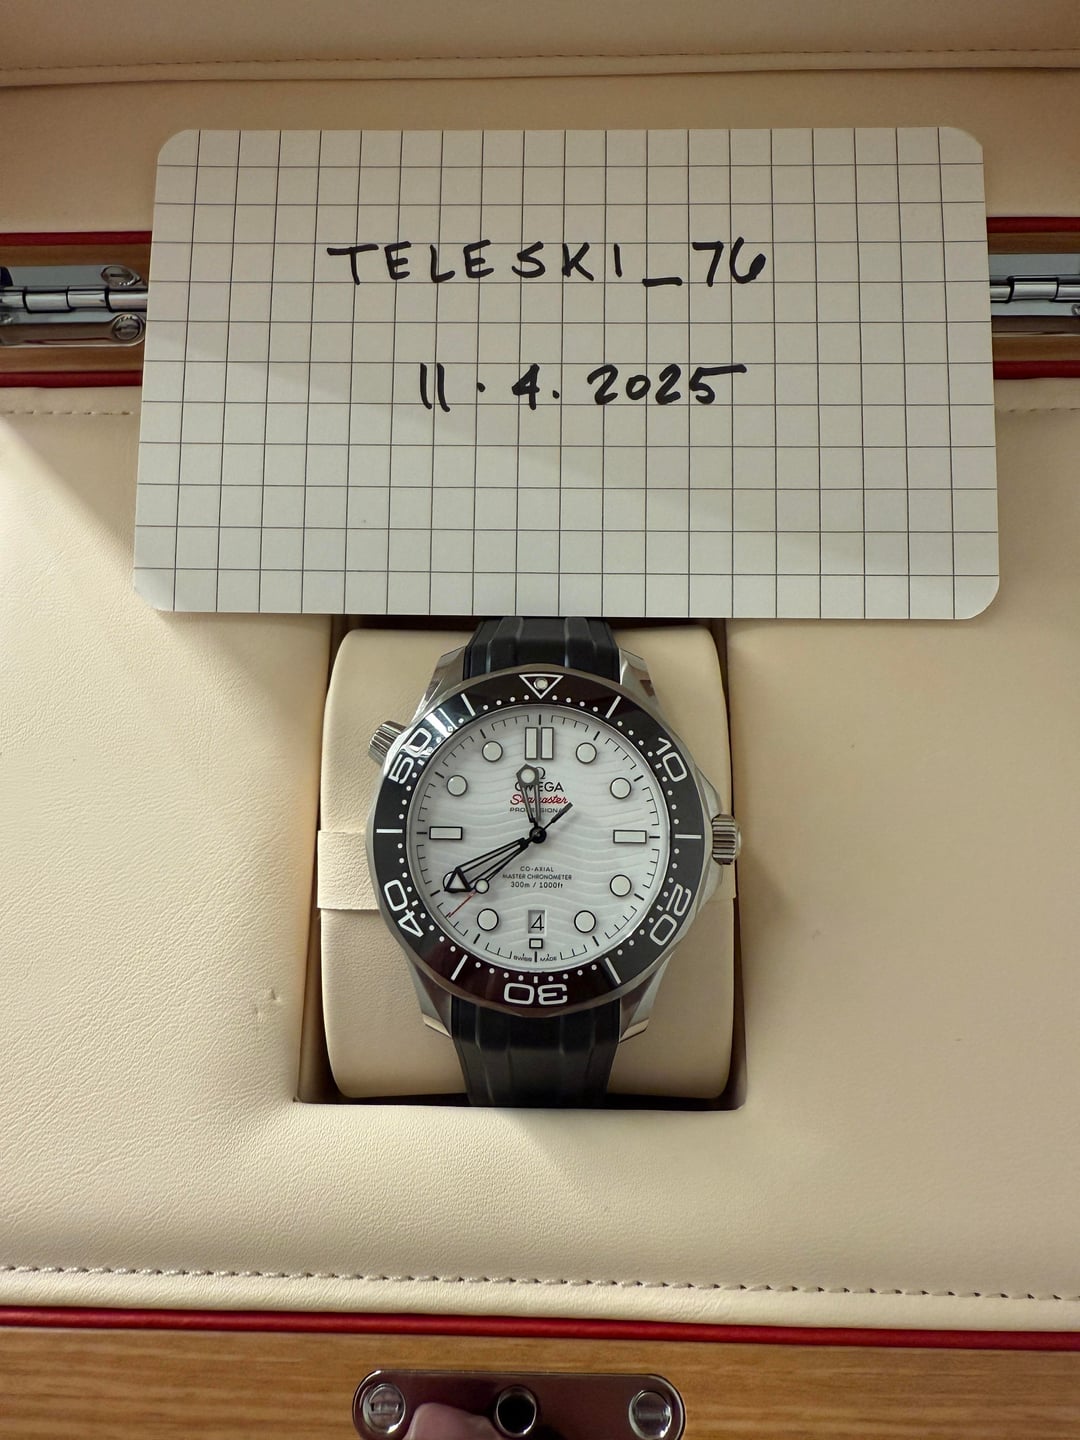 TELESKI_76
11.4.2025
10
20
30
40
50
Ω
OMEGA
Seamaster
PROFESSIONAL
CO-AXIAL
MASTER CHRONOMETER
300m / 1000ft
4
SWISS MADE